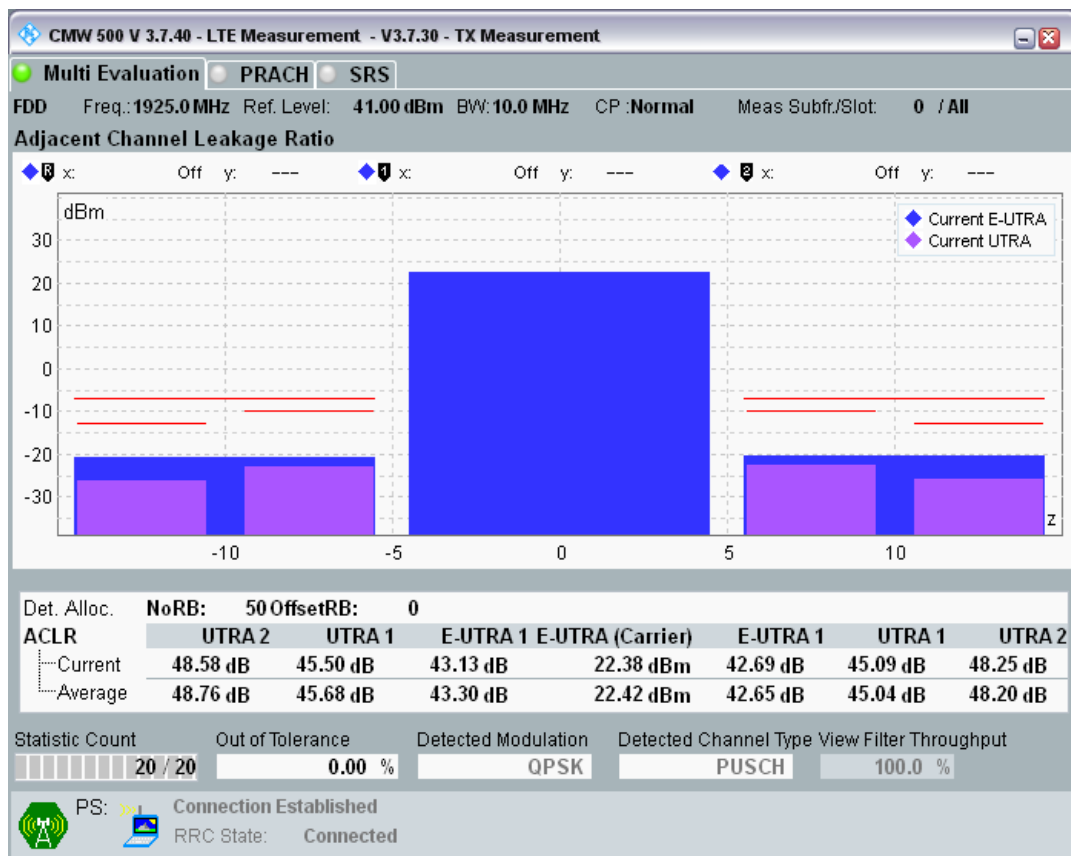 CMW 500 V 3.7.40 - LTE Measurement - V3.7.30 - TX Measurement
Multi Evaluation PRACH SRS
FDD Freq.:1925.0 MHz Ref. Level: 41.00 dBm BW:10.0 MHz CP :Normal Meas Subfr./Slot: 0 / All
Adjacent Channel Leakage Ratio
R x: Off y: --- 1 x: Off y: --- 2 x: Off y: ---
dBm
Current E-UTRA
Current UTRA
30
20
10
0
-10
-20
-30
z
-10 -5 0 5 10
Det. Alloc. NoRB: 50 OffsetRB: 0
ACLR UTRA 2 UTRA 1 E-UTRA 1 E-UTRA (Carrier) E-UTRA 1 UTRA 1 UTRA 2
Current 48.58 dB 45.50 dB 43.13 dB 22.38 dBm 42.69 dB 45.09 dB 48.25 dB
Average 48.76 dB 45.68 dB 43.30 dB 22.42 dBm 42.65 dB 45.04 dB 48.20 dB
Statistic Count Out of Tolerance Detected Modulation Detected Channel Type View Filter Throughput
20 / 20 0.00 % QPSK PUSCH 100.0 %
PS: Connection Established
RRC State: Connected